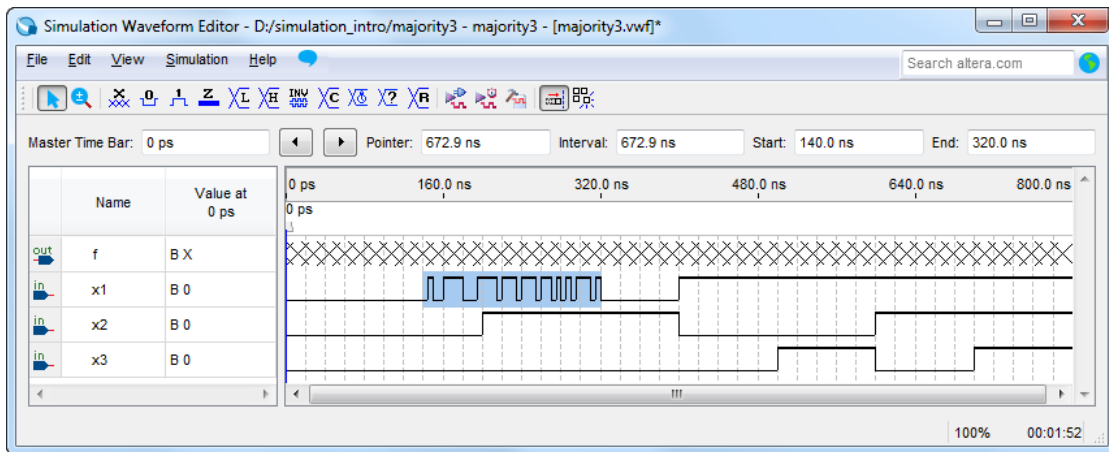 Simulation Waveform Editor - D:/simulation_intro/majority3 - majority3 - [majority3.vwf]*
File Edit View Simulation Help Search altera.com
Master Time Bar: 0 ps Pointer: 672.9 ns Interval: 672.9 ns Start: 140.0 ns End: 320.0 ns
Name Value at 0 ps 0 ps 160.0 ns 320.0 ns 480.0 ns 640.0 ns 800.0 ns
0 ps
out f B X
in x1 B 0
in x2 B 0
in x3 B 0
100% 00:01:52